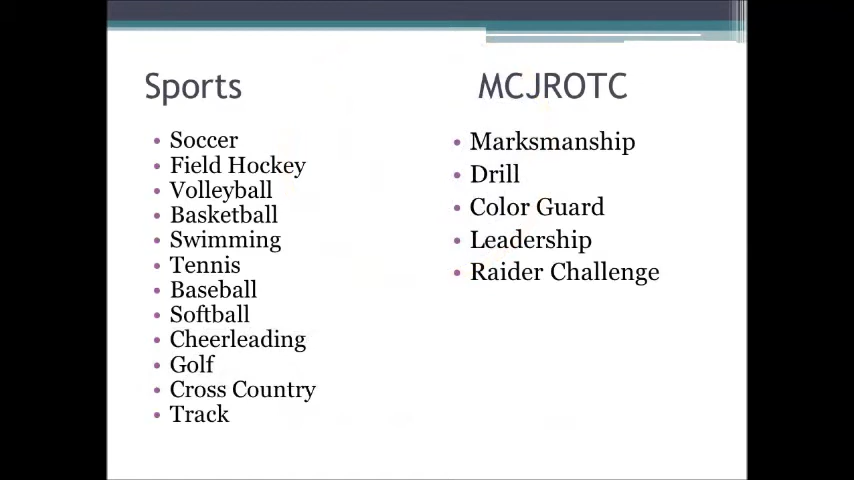 Sports
Soccer
Field Hockey
Volleyball
Basketball
Swimming
Tennis
Baseball
Softball
Cheerleading
Golf
Cross Country
Track
MCJROTC
Marksmanship
Drill
Color Guard
Leadership
Raider Challenge